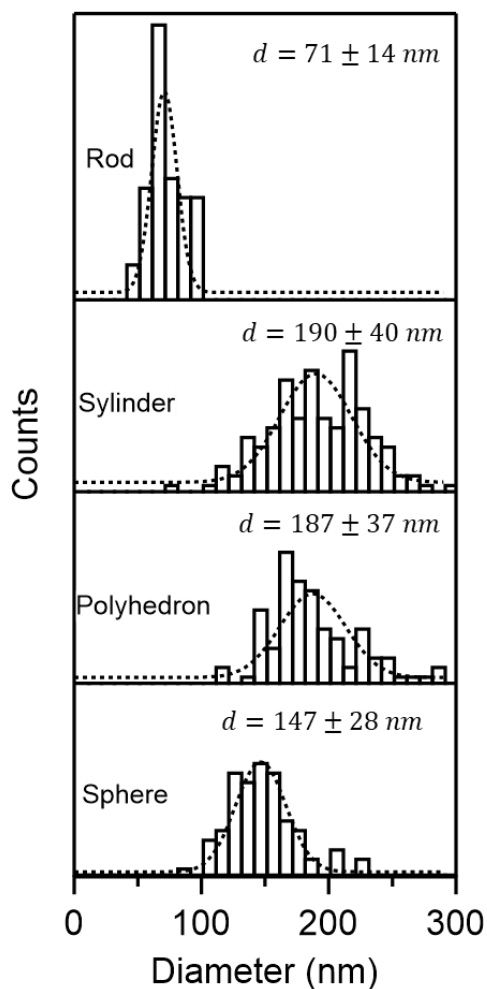 d = 71 ± 14 nm
Rod
d = 190 ± 40 nm
Sylinder
Counts
d = 187 ± 37 nm
Polyhedron
d = 147 ± 28 nm
Sphere
0 100 200 300
Diameter (nm)